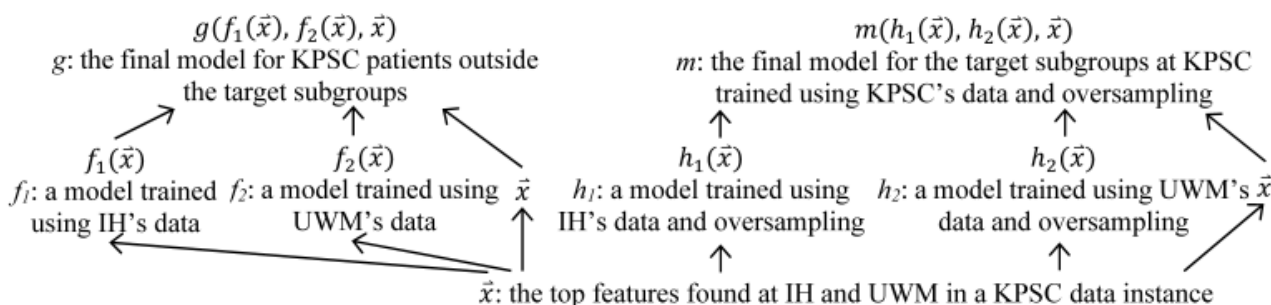 g(f₁(x⃗), f₂(x⃗), x⃗)
g: the final model for KPSC patients outside
the target subgroups
f₁(x⃗)
f₁: a model trained
using IH's data
f₂(x⃗)
f₂: a model trained using
UWM's data
x⃗
m(h₁(x⃗), h₂(x⃗), x⃗)
m: the final model for the target subgroups at KPSC
trained using KPSC's data and oversampling
h₁(x⃗)
h₁: a model trained using
IH's data and oversampling
h₂(x⃗)
h₂: a model trained using UWM's
data and oversampling
x⃗
x⃗: the top features found at IH and UWM in a KPSC data instance